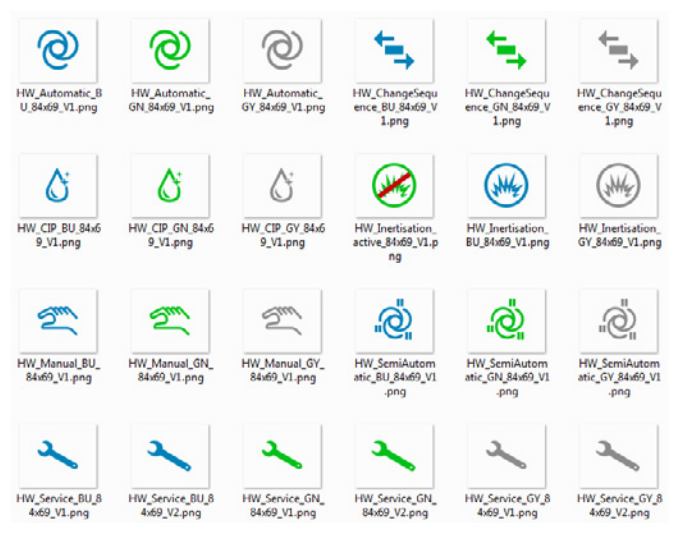 HW_Automatic_B
U_84x69_V1.png
HW_Automatic_
GN_84x69_V1.png
HW_Automatic_
GY_84x69_V1.png
HW_ChangeSequ
ence_BU_84x69_V
1.png
HW_ChangeSequ
ence_GN_84x69_V
1.png
HW_ChangeSequ
ence_GY_84x69_V
1.png
HW_CIP_BU_84x6
9_V1.png
HW_CIP_GN_84x6
9_V1.png
HW_CIP_GY_84x6
9_V1.png
HW_Inertisation_
active_84x69_V1.p
ng
HW_Inertisation_
BU_84x69_V1.png
HW_Inertisation_
GY_84x69_V1.png
HW_Manual_BU_
84x69_V1.png
HW_Manual_GN_
84x69_V1.png
HW_Manual_GY_
84x69_V1.png
HW_SemiAutom
atic_BU_84x69_V1
.png
HW_SemiAutom
atic_GN_84x69_V1
.png
HW_SemiAutom
atic_GY_84x69_V1
.png
HW_Service_BU_8
4x69_V1.png
HW_Service_BU_8
4x69_V2.png
HW_Service_GN_
84x69_V1.png
HW_Service_GN_
84x69_V2.png
HW_Service_GY_8
4x69_V1.png
HW_Service_GY_8
4x69_V2.png